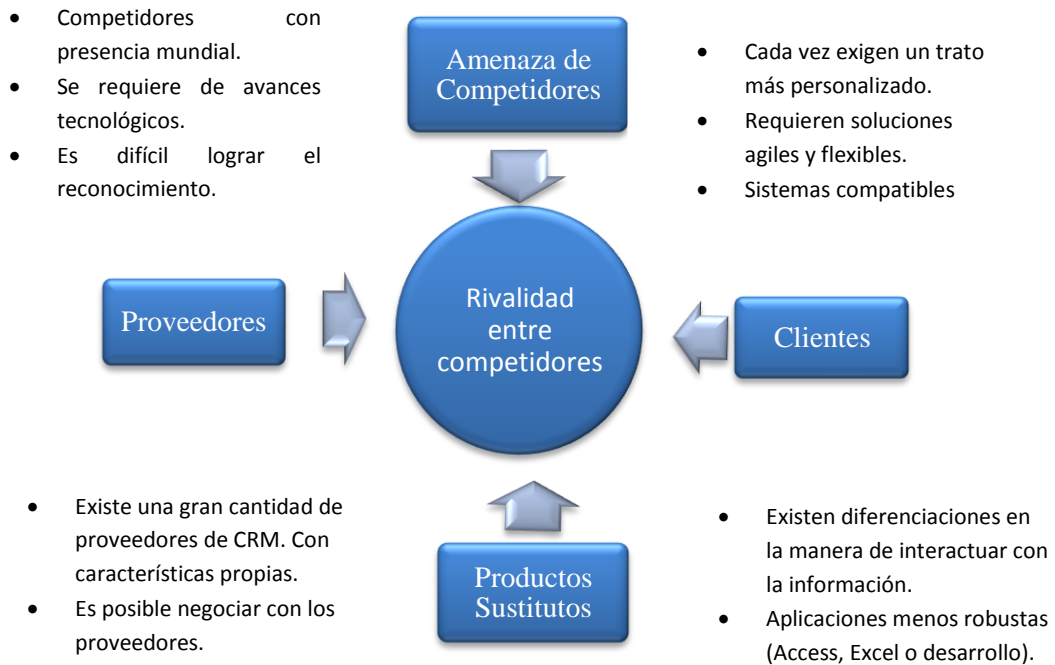 • Competidores con
presencia mundial.
• Se requiere de avances
tecnológicos.
• Es difícil lograr el
reconocimiento.
Amenaza de
Competidores
• Cada vez exigen un trato
más personalizado.
• Requieren soluciones
agiles y flexibles.
• Sistemas compatibles
Proveedores
Rivalidad
entre
competidores
Clientes
• Existe una gran cantidad de
proveedores de CRM. Con
características propias.
• Es posible negociar con los
proveedores.
Productos
Sustitutos
• Existen diferenciaciones en
la manera de interactuar con
la información.
• Aplicaciones menos robustas
(Access, Excel o desarrollo).